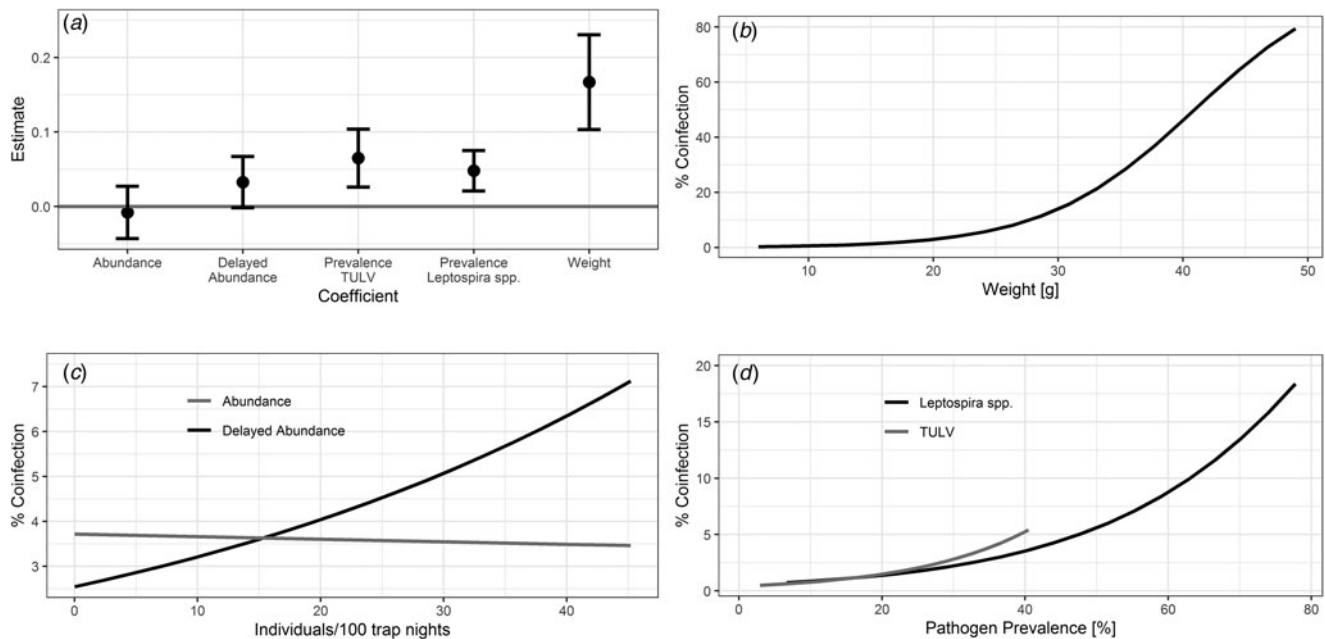 (a)
Estimate
0.2
0.1
0.0
Abundance
Delayed
Abundance
Prevalence
TULV
Prevalence
Leptospira spp.
Weight
Coefficient
(b)
% Coinfection
80
60
40
20
0
10
20
30
40
50
Weight [g]
(c)
% Coinfection
7
6
5
4
3
Abundance
Delayed Abundance
0
10
20
30
40
Individuals/100 trap nights
(d)
% Coinfection
20
15
10
5
0
Leptospira spp.
TULV
0
20
40
60
80
Pathogen Prevalence [%]